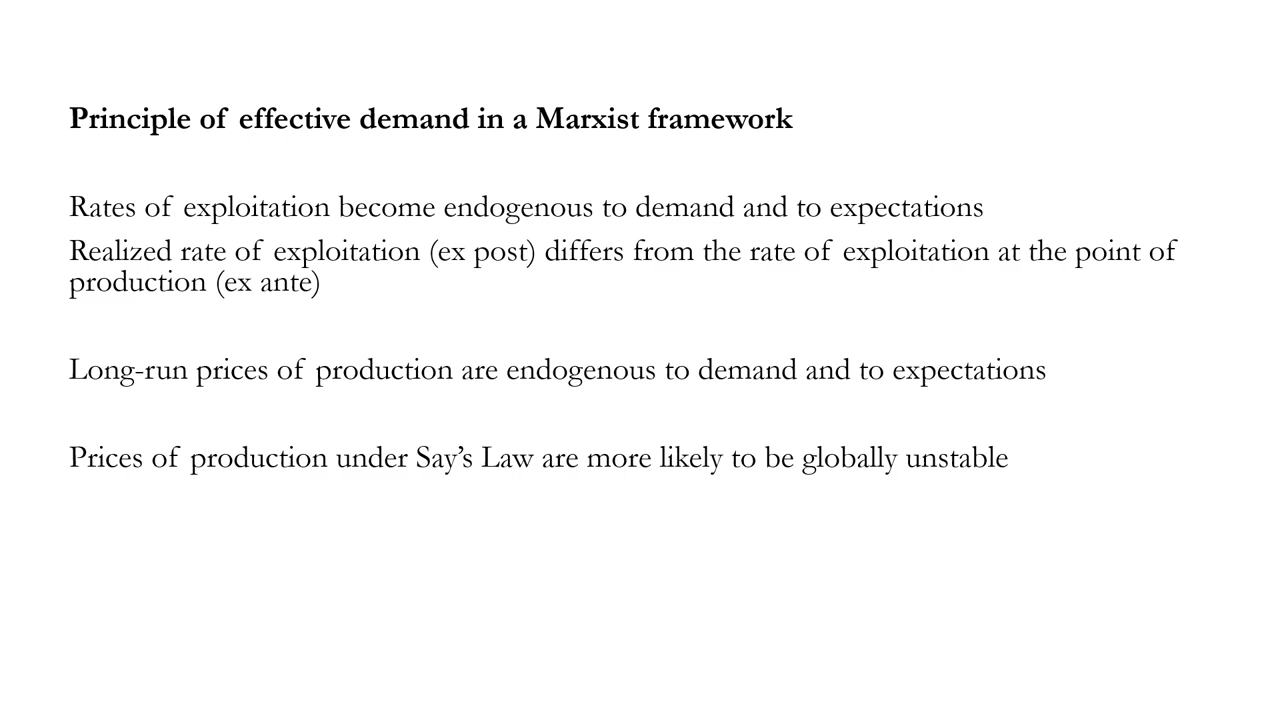 Principle of effective demand in a Marxist framework
Rates of exploitation become endogenous to demand and to expectations
Realized rate of exploitation (ex post) differs from the rate of exploitation at the point of
production (ex ante)
Long-run prices of production are endogenous to demand and to expectations
Prices of production under Say’s Law are more likely to be globally unstable